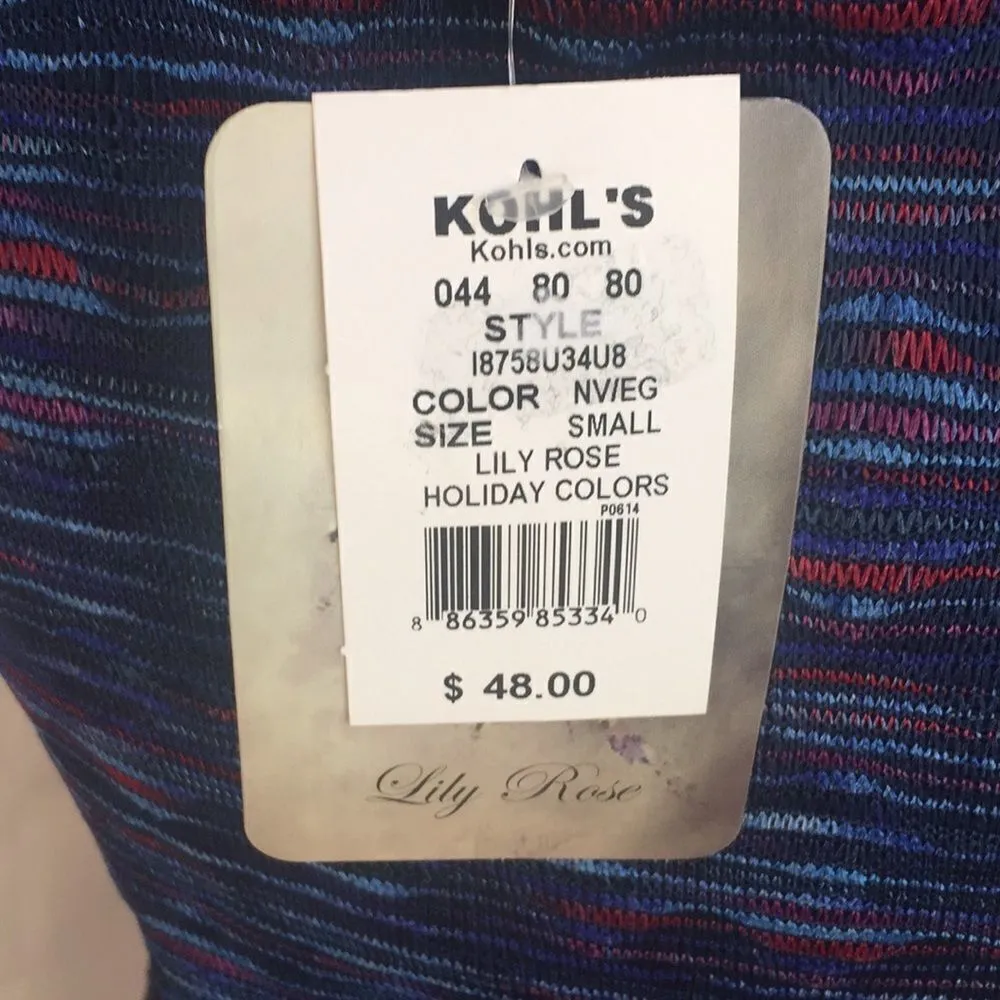 KOHL'S
Kohls.com
044 80 80
STYLE
I8758U34U8
COLOR NV/EG
SIZE SMALL
LILY ROSE
HOLIDAY COLORS
P0614
8 86359 85334 0
$ 48.00
Lily Rose